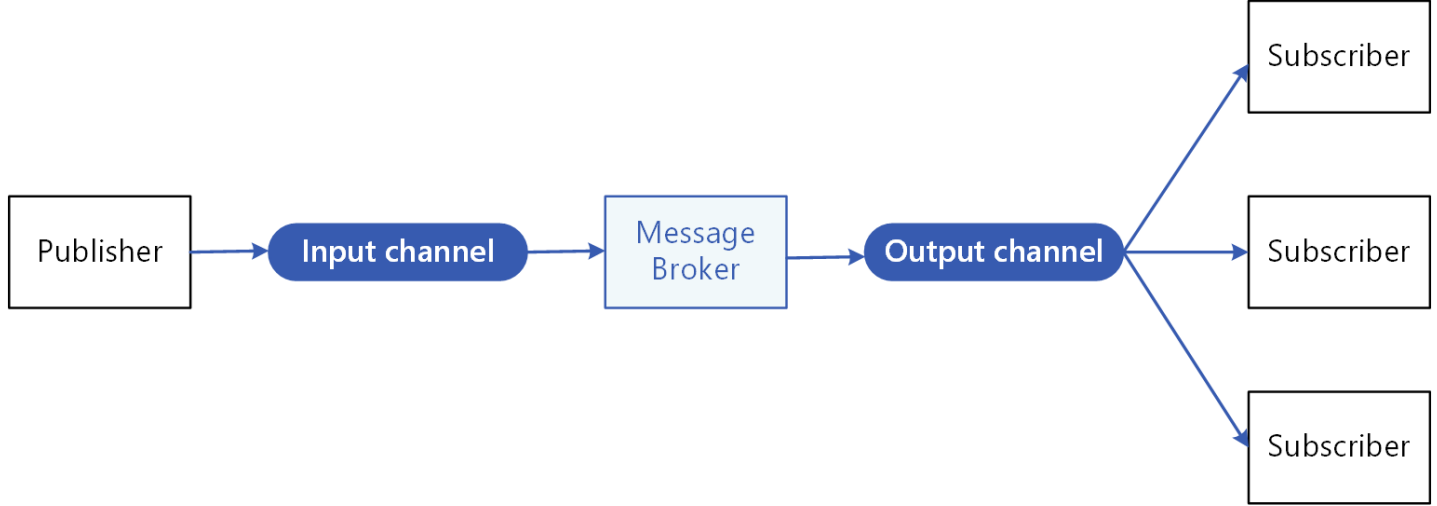 Subscriber
Publisher
Input channel
Message
Broker
Output channel
Subscriber
Subscriber